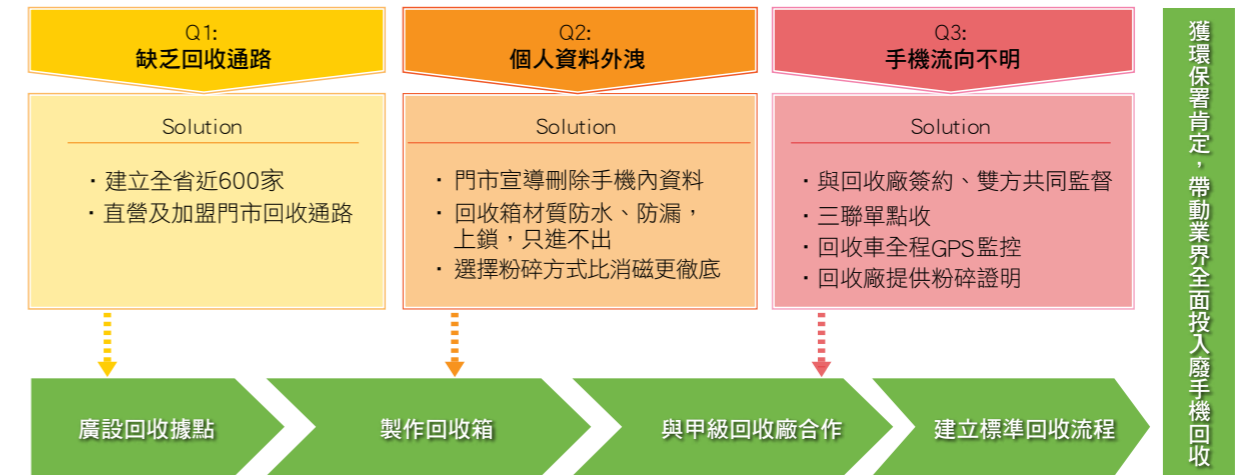 Q1:
缺乏回收通路
Solution
・建立全省近600家
・直營及加盟門市回收通路
Q2:
個人資料外洩
Solution
・門市宣導刪除手機內資料
・回收箱材質防水、防漏，
上鎖，只進不出
・選擇粉碎方式比消磁更徹底
Q3:
手機流向不明
Solution
・與回收廠簽約、雙方共同監督
・三聯單點收
・回收車全程GPS監控
・回收廠提供粉碎證明
廣設回收據點
製作回收箱
與甲級回收廠合作
建立標準回收流程
獲環保署肯定，帶動業界全面投入廢手機回收